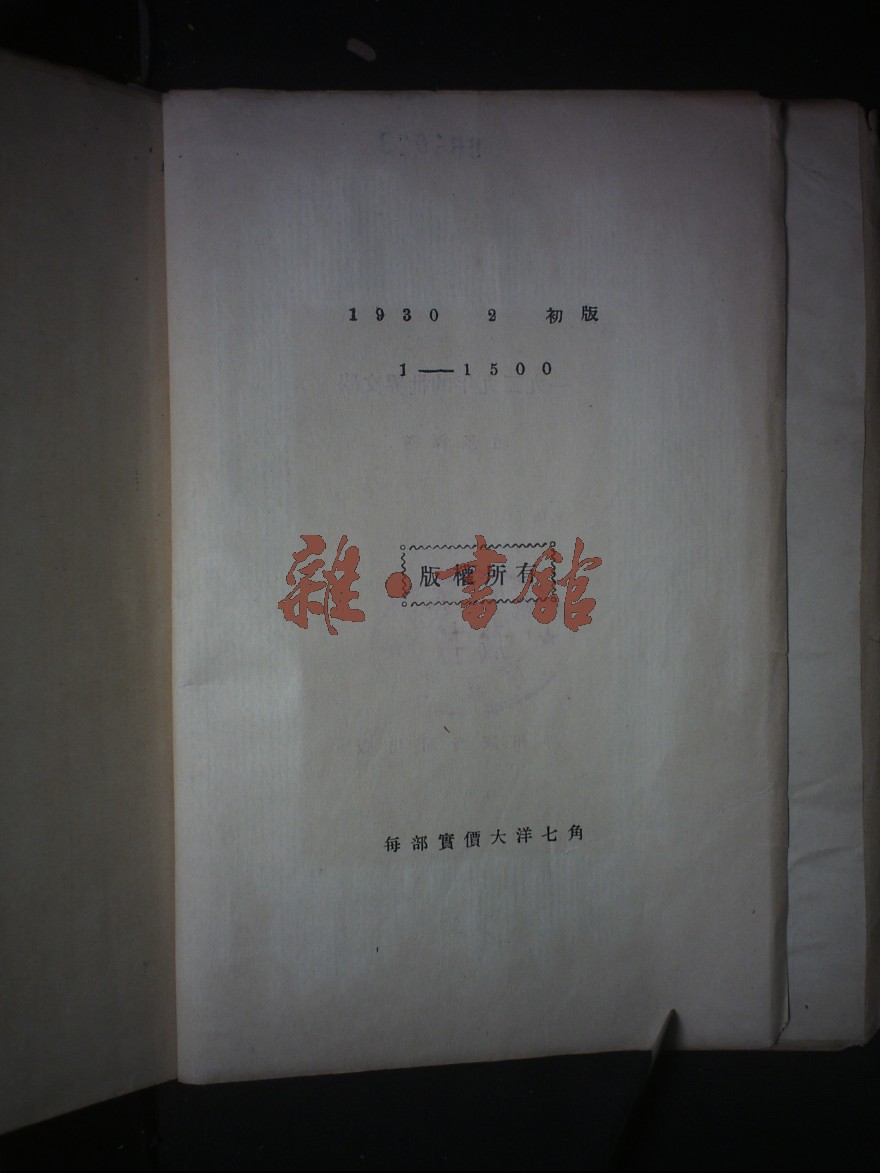 1930 2 初版
1——1500
版權所有
雜·書館
每部實價大洋七角